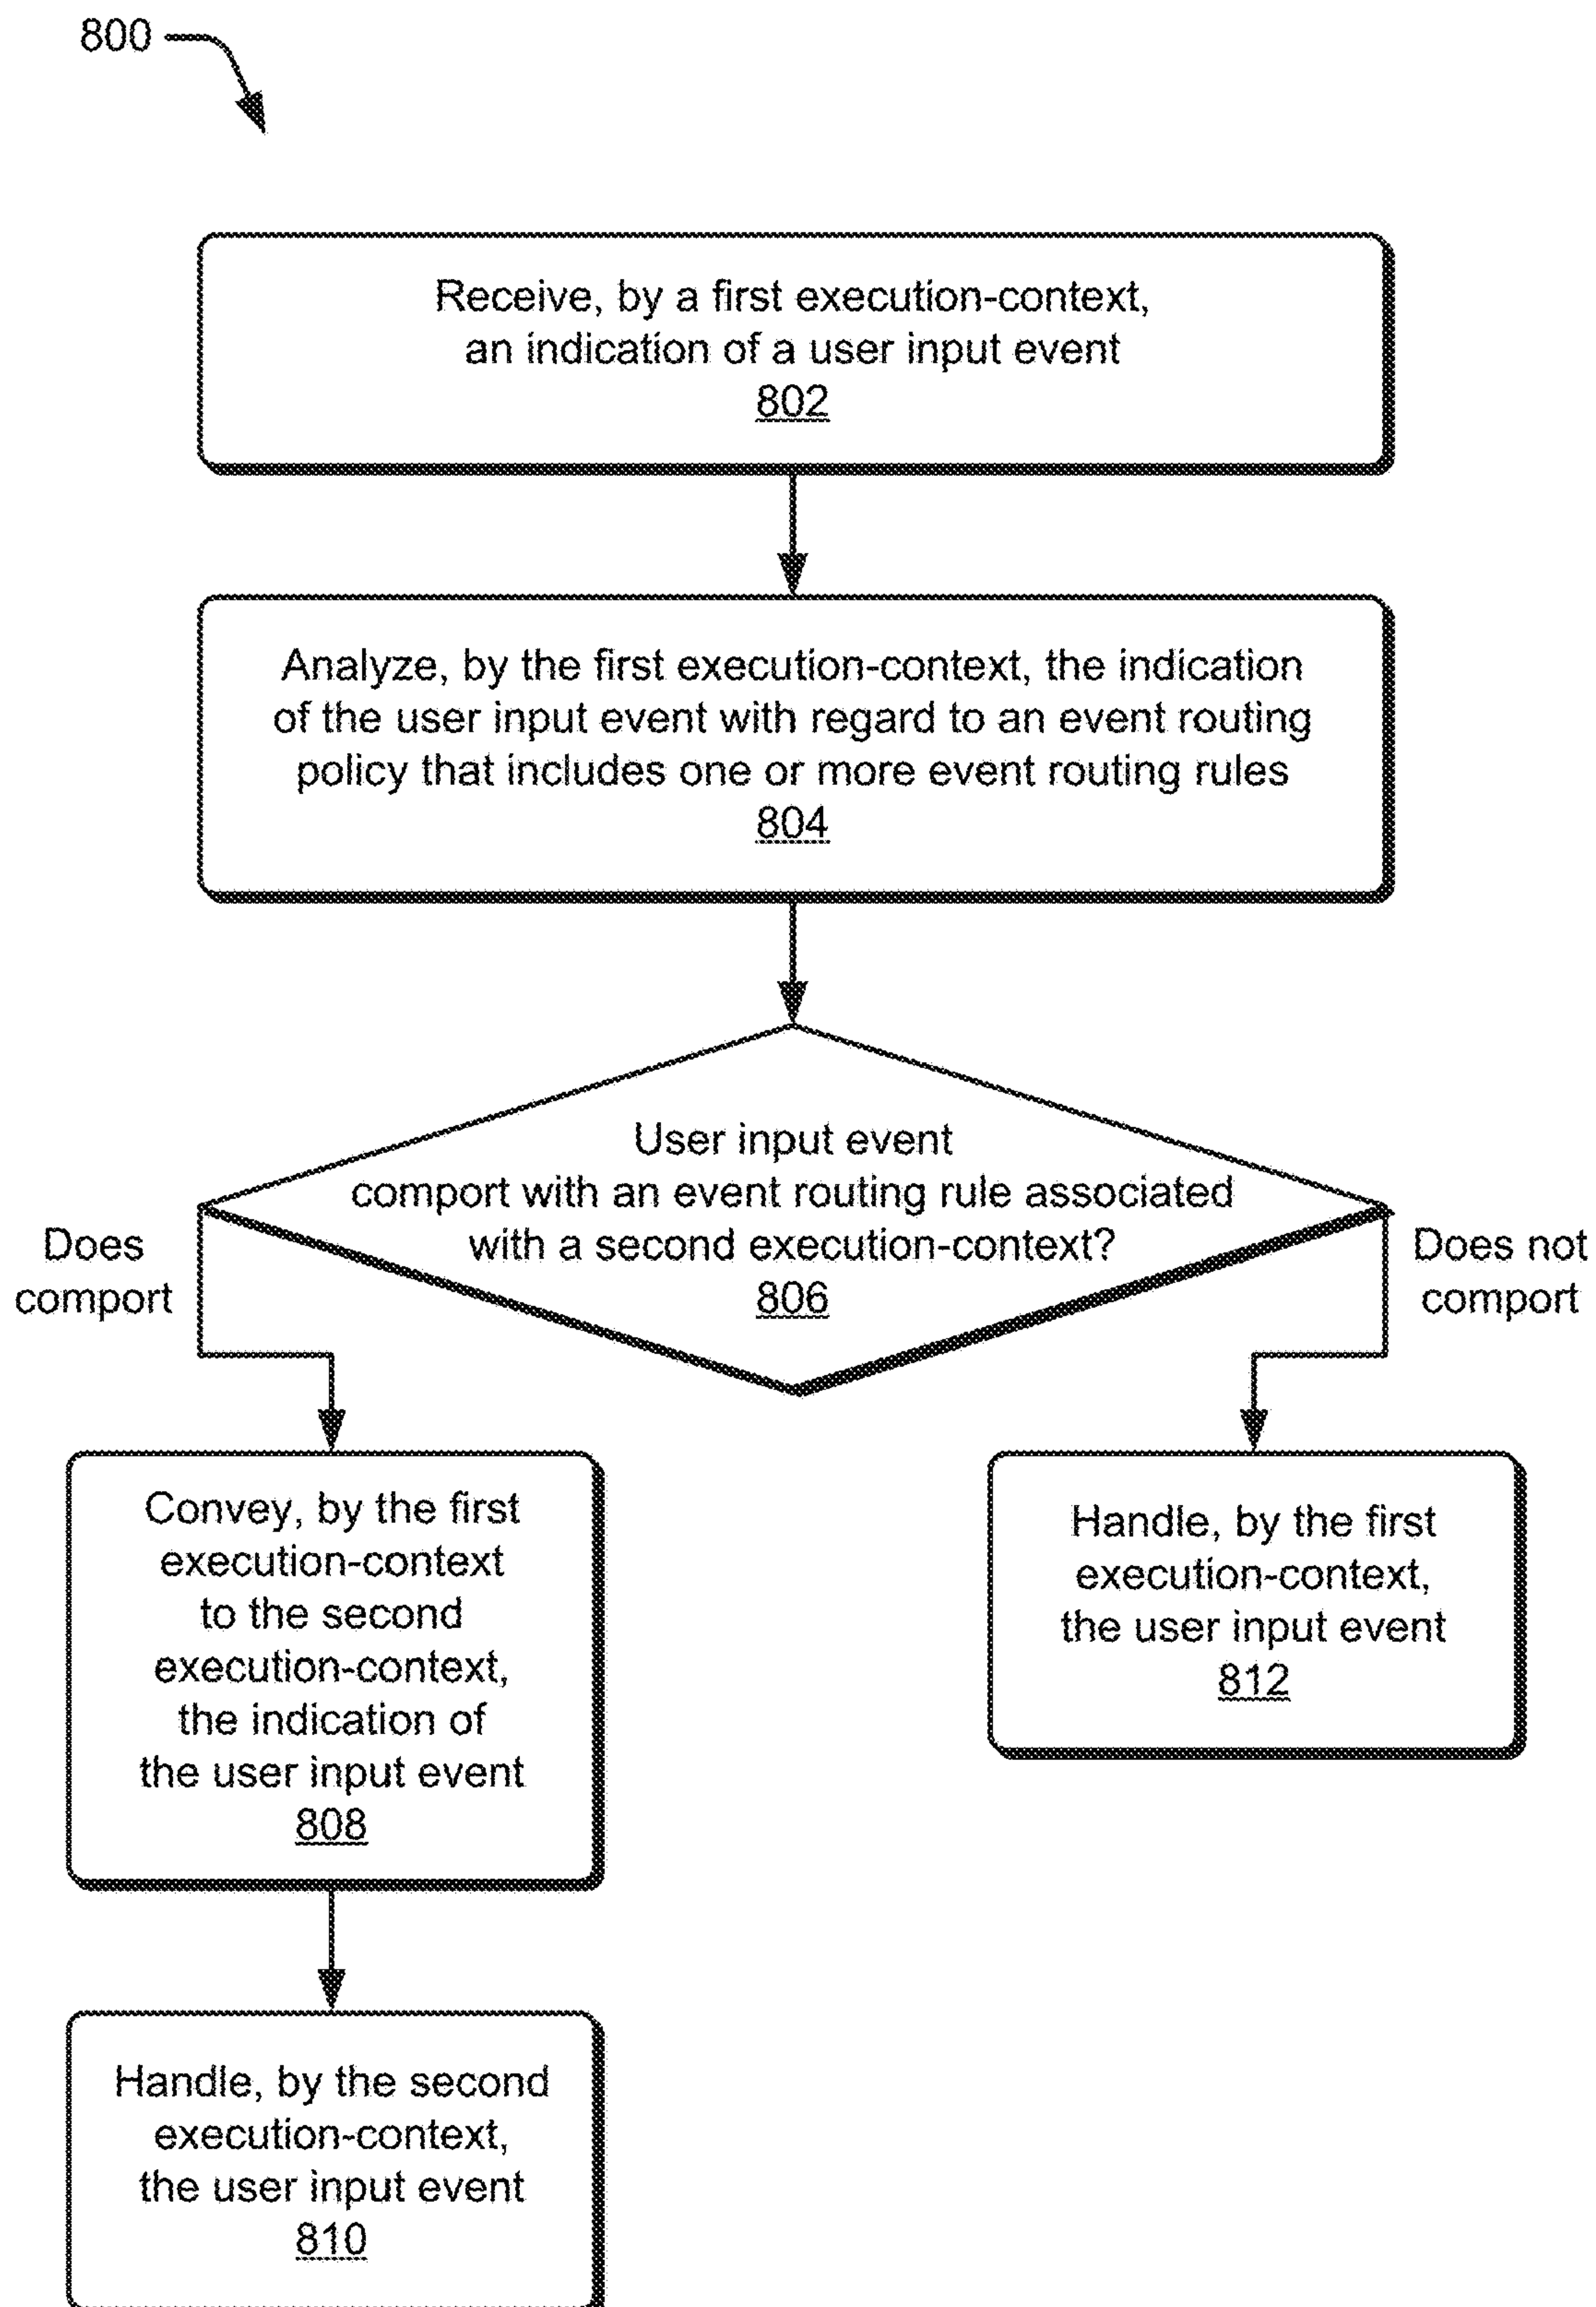 800
Receive, by a first execution-context,
an indication of a user input event
802
Analyze, by the first execution-context, the indication
of the user input event with regard to an event routing
policy that includes one or more event routing rules
804
User input event
comport with an event routing rule associated
with a second execution-context?
806
Does
comport
Does not
comport
Convey, by the first
execution-context
to the second
execution-context,
the indication of
the user input event
808
Handle, by the first
execution-context,
the user input event
812
Handle, by the second
execution-context,
the user input event
810